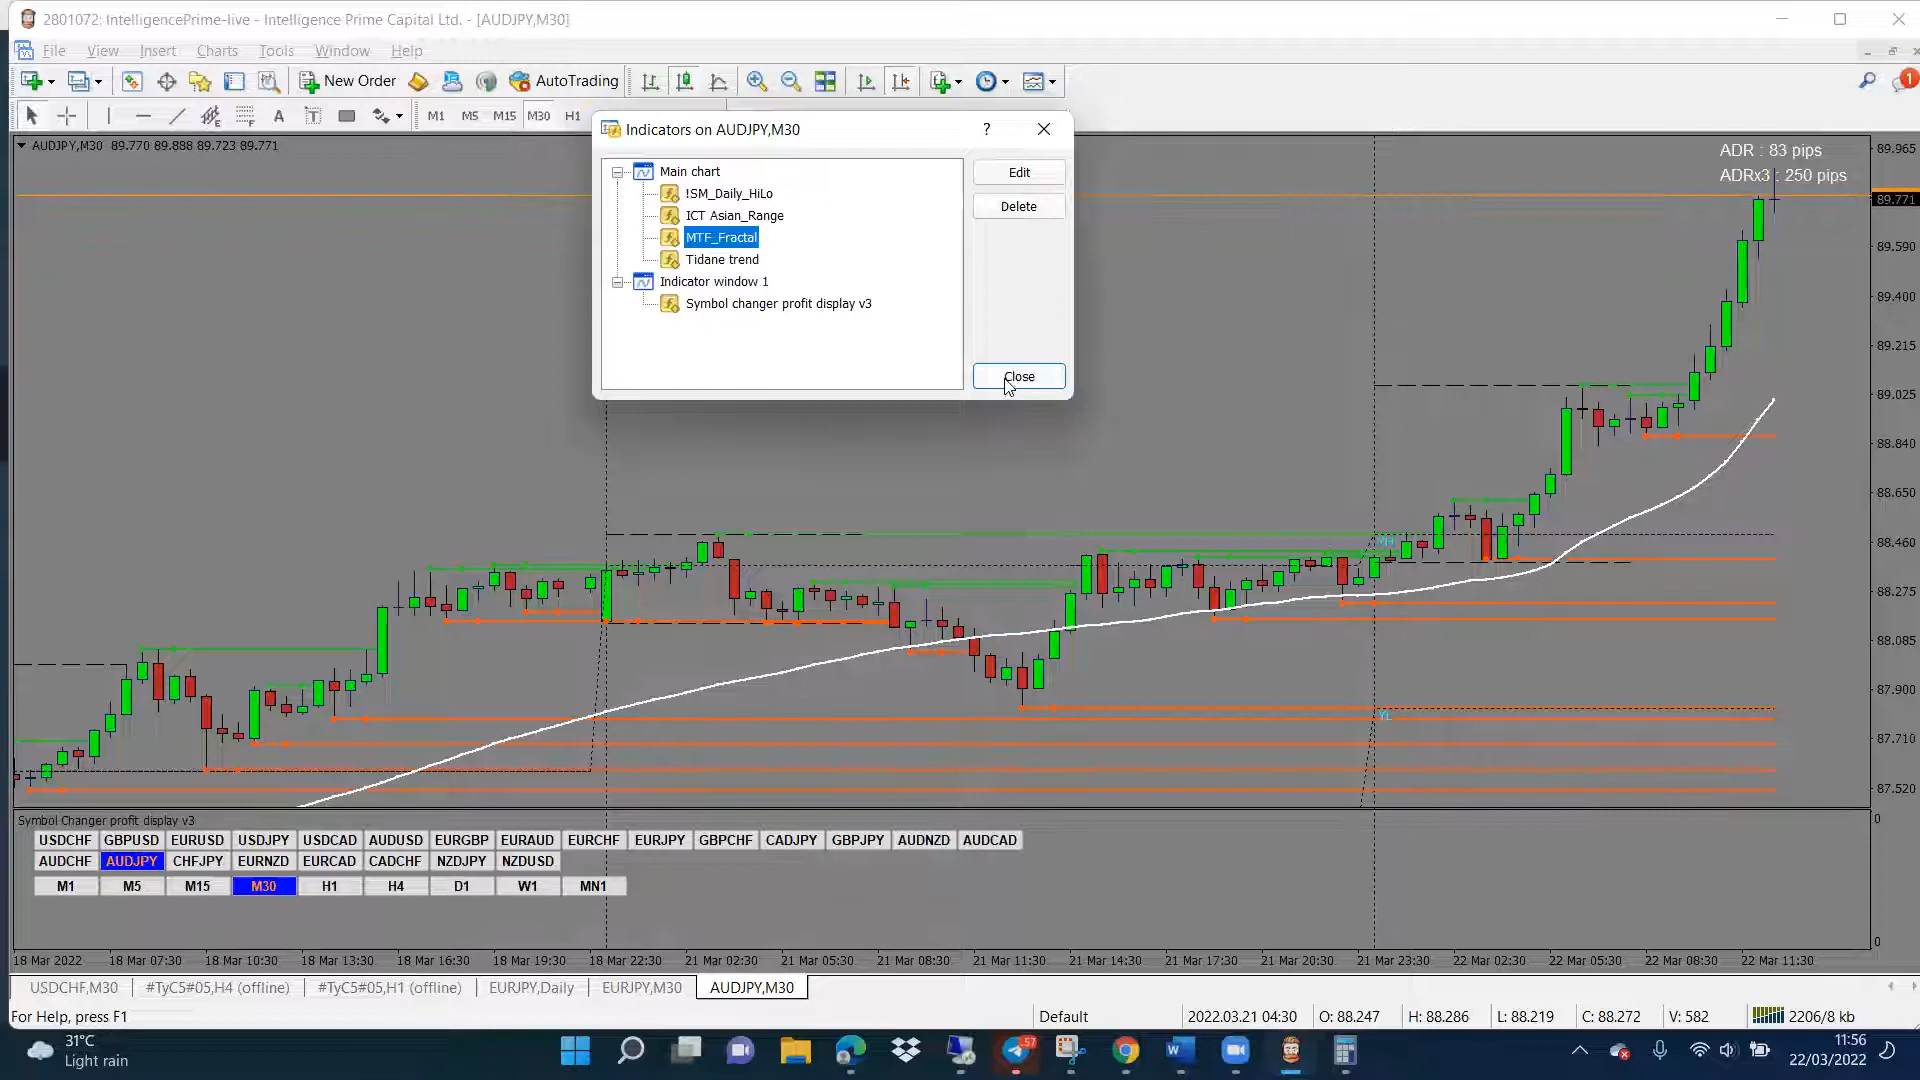 2801072: IntelligencePrime-live - Intelligence Prime Capital Ltd. - [AUDJPY,M30]
File View Insert Charts Tools Window Help
New Order AutoTrading 1
A T M1 M5 M15 M30 H1
Indicators on AUDJPY,M30 ?
AUDJPY,M30 89.770 89.888 89.723 89.771
ADR : 83 pips
ADRx3 : 250 pips
Main chart
!SM_Daily_HiLo
ICT Asian_Range
MTF_Fractal
Tidane trend
Indicator window 1
Symbol changer profit display v3
Edit
Delete
Close
89.965
89.771
89.590
89.400
89.215
89.025
88.840
88.650
88.460
88.275
88.085
87.900
87.710
87.520
YH
YL
Symbol Changer profit display v3
0
USDCHF GBPUSD EURUSD USDJPY USDCAD AUDUSD EURGBP EURAUD EURCHF EURJPY GBPCHF CADJPY GBPJPY AUDNZD AUDCAD
AUDCHF AUDJPY CHFJPY EURNZD EURCAD CADCHF NZDJPY NZDUSD
M1 M5 M15 M30 H1 H4 D1 W1 MN1
0
18 Mar 2022 18 Mar 07:30 18 Mar 10:30 18 Mar 13:30 18 Mar 16:30 18 Mar 19:30 18 Mar 22:30 21 Mar 02:30 21 Mar 05:30 21 Mar 08:30 21 Mar 11:30 21 Mar 14:30 21 Mar 17:30 21 Mar 20:30 21 Mar 23:30 22 Mar 02:30 22 Mar 05:30 22 Mar 08:30 22 Mar 11:30
USDCHF,M30 #TyC5#05,H4 (offline) #TyC5#05,H1 (offline) EURJPY,Daily EURJPY,M30 AUDJPY,M30
For Help, press F1 Default 2022.03.21 04:30 O: 88.247 H: 88.286 L: 88.219 C: 88.272 V: 582 2206/8 kb
31°C
Light rain
57
11:56
22/03/2022